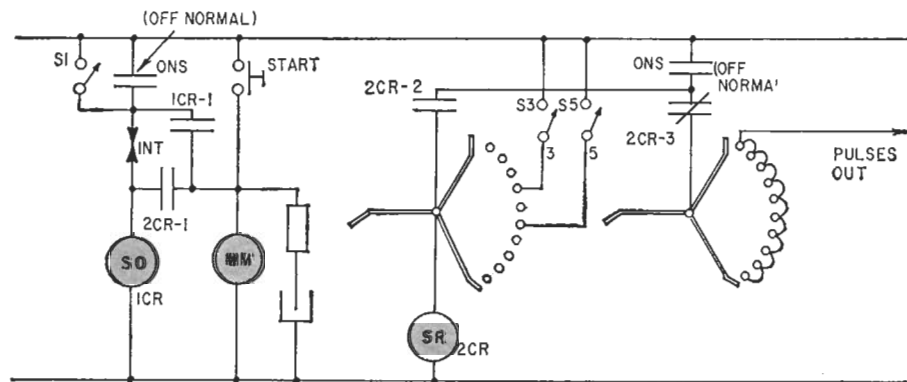 (OFF NORMAL)
S1
ONS
START
1CR-1
INT
2CR-1
SO
1CR
2CR-2
S3
S5
3
5
SR
2CR
ONS
(OFF
NORMA'
2CR-3
PULSES
OUT